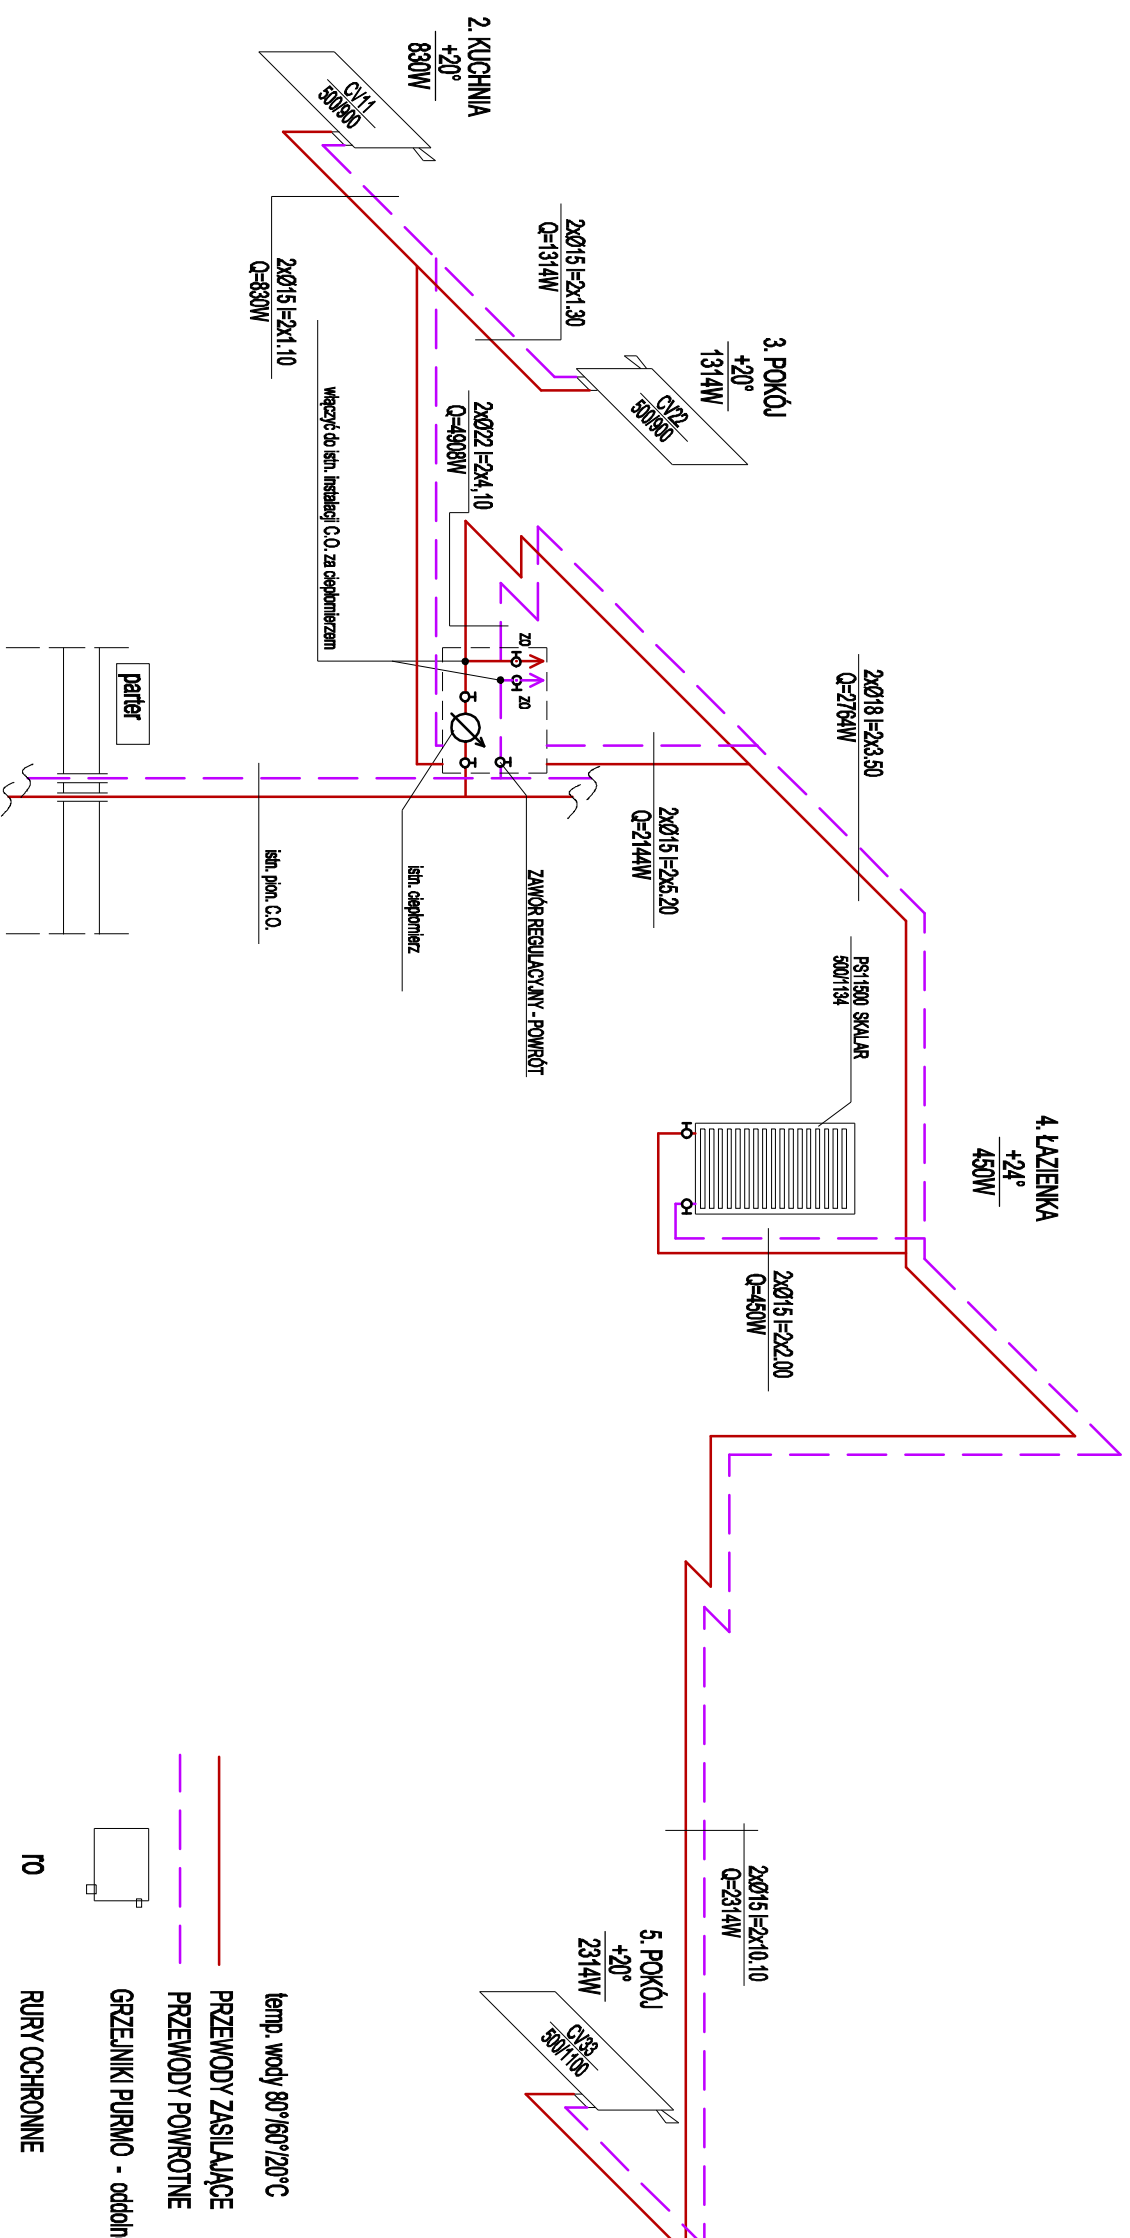 2. KUCHNIA
+20°
830W
CV11
500/900
2xØ15 l=2x1.10
Q=830W
2xØ15 l=2x1.30
Q=1314W
3. POKÓJ
+20°
1314W
CV22
500/900
2xØ22 l=2x4,10
Q=4908W
włączyć do istn. instalacji C.O. za ciepłomierzem
ZO
ZO
2xØ18 l=2x3.50
Q=2764W
2xØ15 l=2x5.20
Q=2144W
parter
istn. pion. C.O.
istn. ciepłomierz
ZAWÓR REGULACYJNY - POWRÓT
PS11500 SKALAR
500/1134
4. ŁAZIENKA
+24°
450W
2xØ15 l=2x2.00
Q=450W
2xØ15 l=2x10.10
Q=2314W
5. POKÓJ
+20°
2314W
CV33
500/1100
temp. wody 80°/60°/20°C
PRZEWODY ZASILAJĄCE
PRZEWODY POWROTNE
GRZEJNIKI PURMO - oddoln
ro RURY OCHRONNE